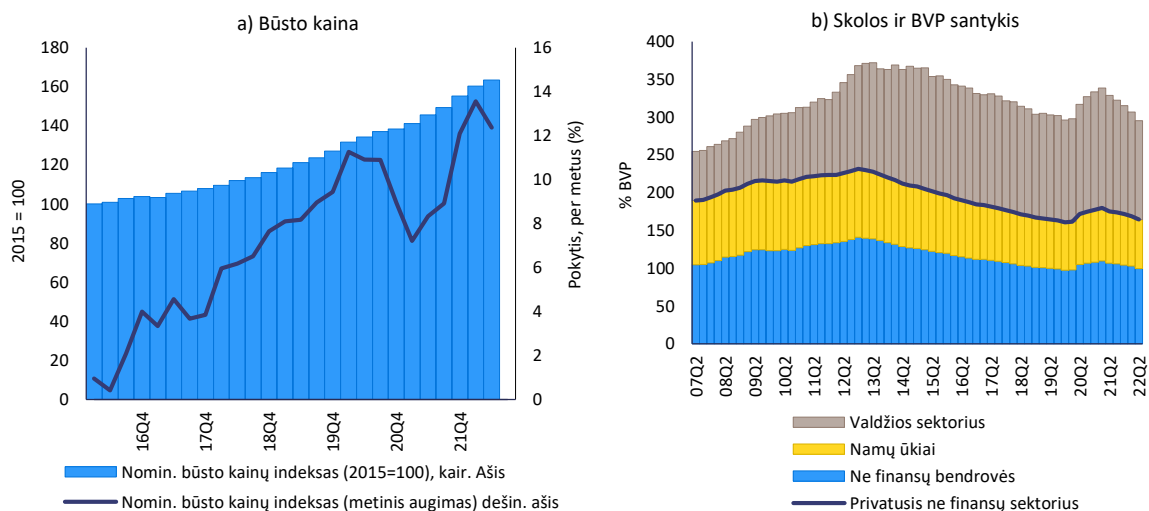 a) Būsto kaina
180
160
140
120
100
80
60
40
20
0
2015 = 100
16
14
12
10
8
6
4
2
0
Pokytis, per metus (%)
16Q4
17Q4
18Q4
19Q4
20Q4
21Q4
Nomin. būsto kainų indeksas (2015=100), kair. Ašis
Nomin. būsto kainų indeksas (metinis augimas) dešin. ašis
b) Skolos ir BVP santykis
400
350
300
250
200
150
100
50
0
% BVP
07Q2
08Q2
09Q2
10Q2
11Q2
12Q2
13Q2
14Q2
15Q2
16Q2
17Q2
18Q2
19Q2
20Q2
21Q2
22Q2
Valdžios sektorius
Namų ūkiai
Ne finansų bendrovės
Privatusis ne finansų sektorius